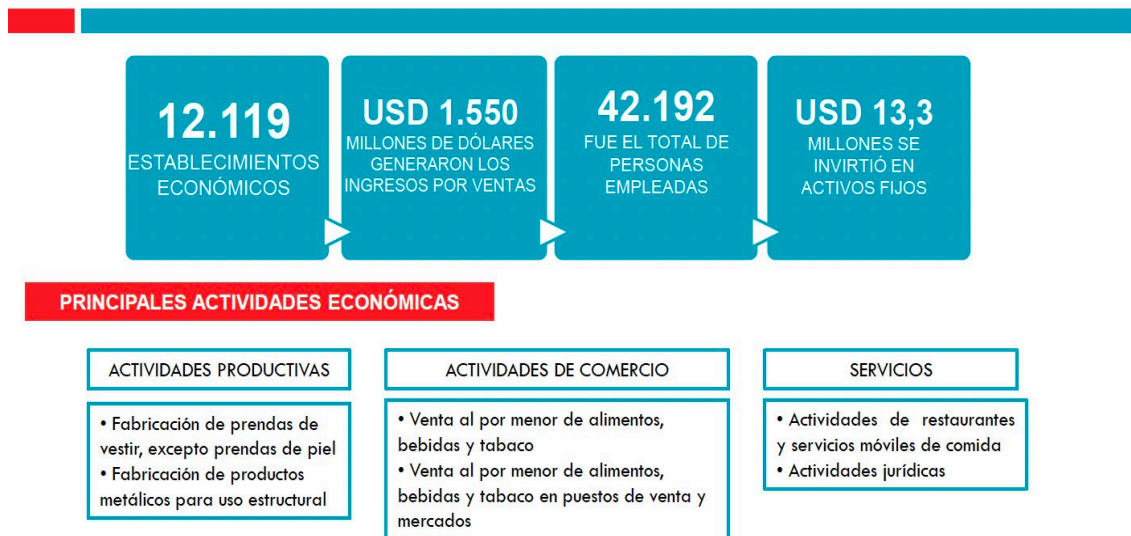 12.119
ESTABLECIMIENTOS
ECONÓMICOS
USD 1.550
MILLONES DE DÓLARES
GENERARON LOS
INGRESOS POR VENTAS
42.192
FUE EL TOTAL DE
PERSONAS
EMPLEADAS
USD 13,3
MILLONES SE
INVIRTIÓ EN
ACTIVOS FIJOS
PRINCIPALES ACTIVIDADES ECONÓMICAS
ACTIVIDADES PRODUCTIVAS
• Fabricación de prendas de
vestir, excepto prendas de piel
• Fabricación de productos
metálicos para uso estructural
ACTIVIDADES DE COMERCIO
• Venta al por menor de alimentos,
bebidas y tabaco
• Venta al por menor de alimentos,
bebidas y tabaco en puestos de venta y
mercados
SERVICIOS
• Actividades de restaurantes
y servicios móviles de comida
• Actividades jurídicas